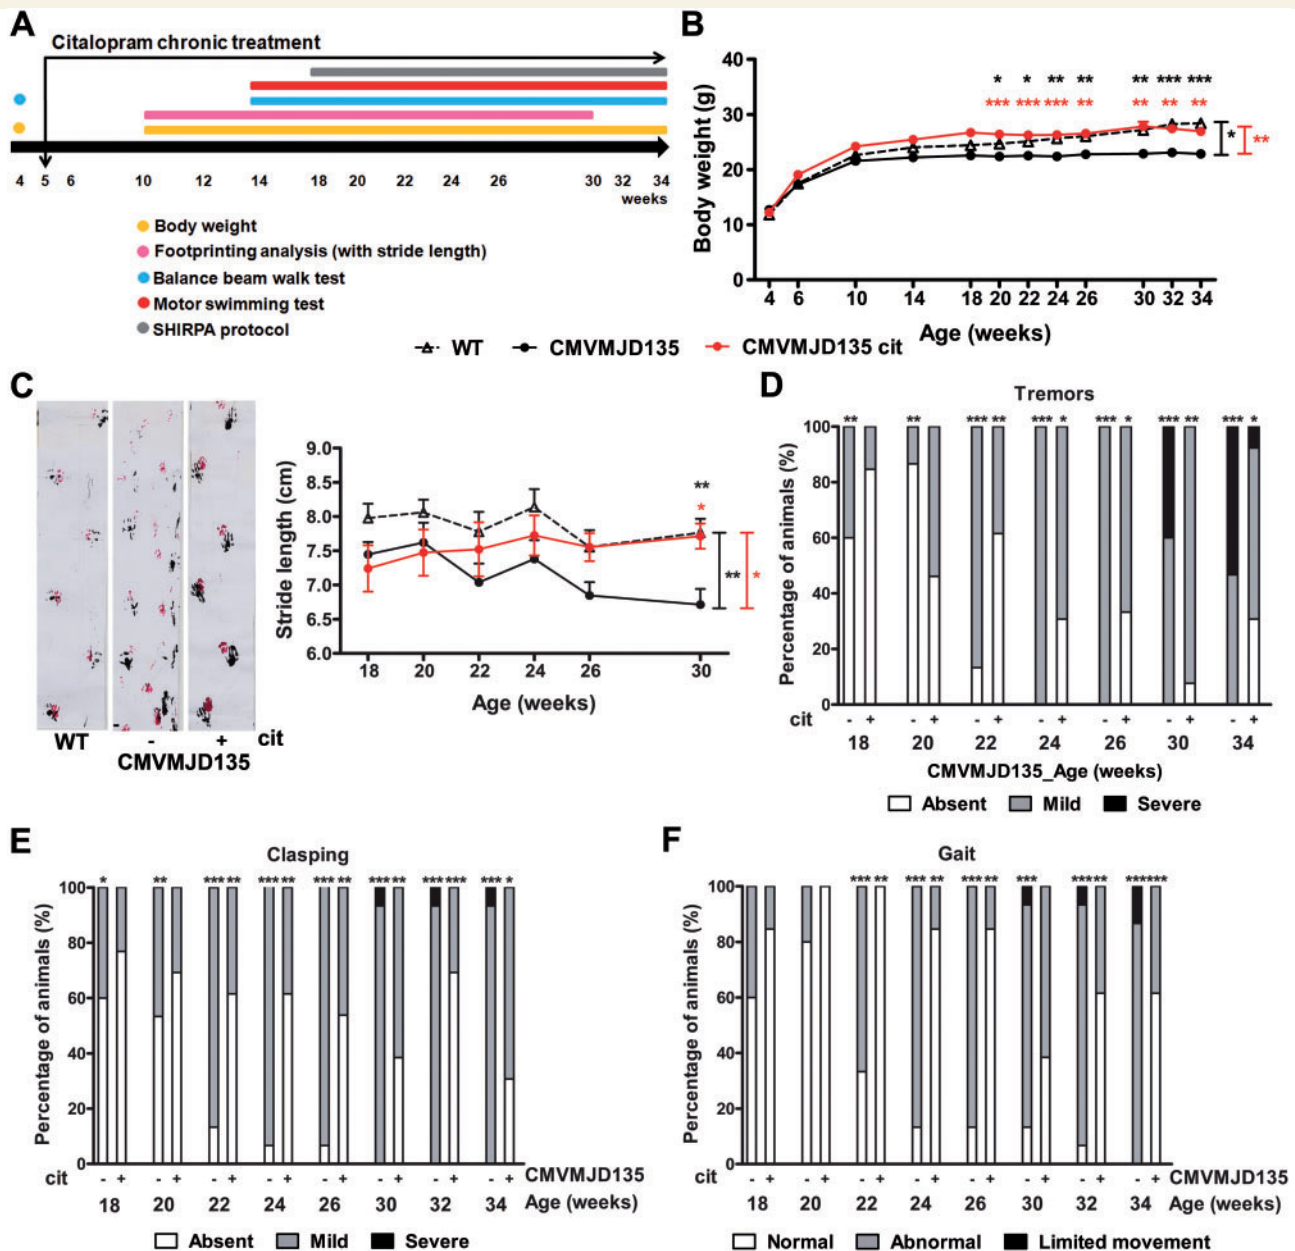 A
Citalopram chronic treatment
4 5 6 10 12 14 18 20 22 24 26 30 32 34
weeks
Body weight
Footprinting analysis (with stride length)
Balance beam walk test
Motor swimming test
SHIRPA protocol
B
Body weight (g)
40
30
20
10
0
* * ** ** ** *** ***
*** *** *** ** ** ** **
* **
4 6 10 14 18 20 22 24 26 30 32 34
Age (weeks)
WT CMVMJD135 CMVMJD135 cit
C
WT - + cit
CMVMJD135
Stride length (cm)
9.0
8.5
8.0
7.5
7.0
6.5
6.0
**
*
** *
18 20 22 24 26 30
Age (weeks)
D
Tremors
Percentage of animals (%)
** ** *** ** *** * *** * *** ** *** *
100
80
60
40
20
0
cit - + - + - + - + - + - + - +
18 20 22 24 26 30 34
CMVMJD135_Age (weeks)
Absent Mild Severe
E
Clasping
Percentage of animals (%)
* ** *** ** *** ** *** ** *** ** *** *** *** *
100
80
60
40
20
0
cit - + - + - + - + - + - + - + - + CMVMJD135
18 20 22 24 26 30 32 34 Age (weeks)
Absent Mild Severe
F
Gait
Percentage of animals (%)
*** ** *** ** *** ** *** *** ** *** ***
100
80
60
40
20
0
cit - + - + - + - + - + - + - + - + CMVMJD135
18 20 22 24 26 30 32 34 Age (weeks)
Normal Abnormal Limited movement